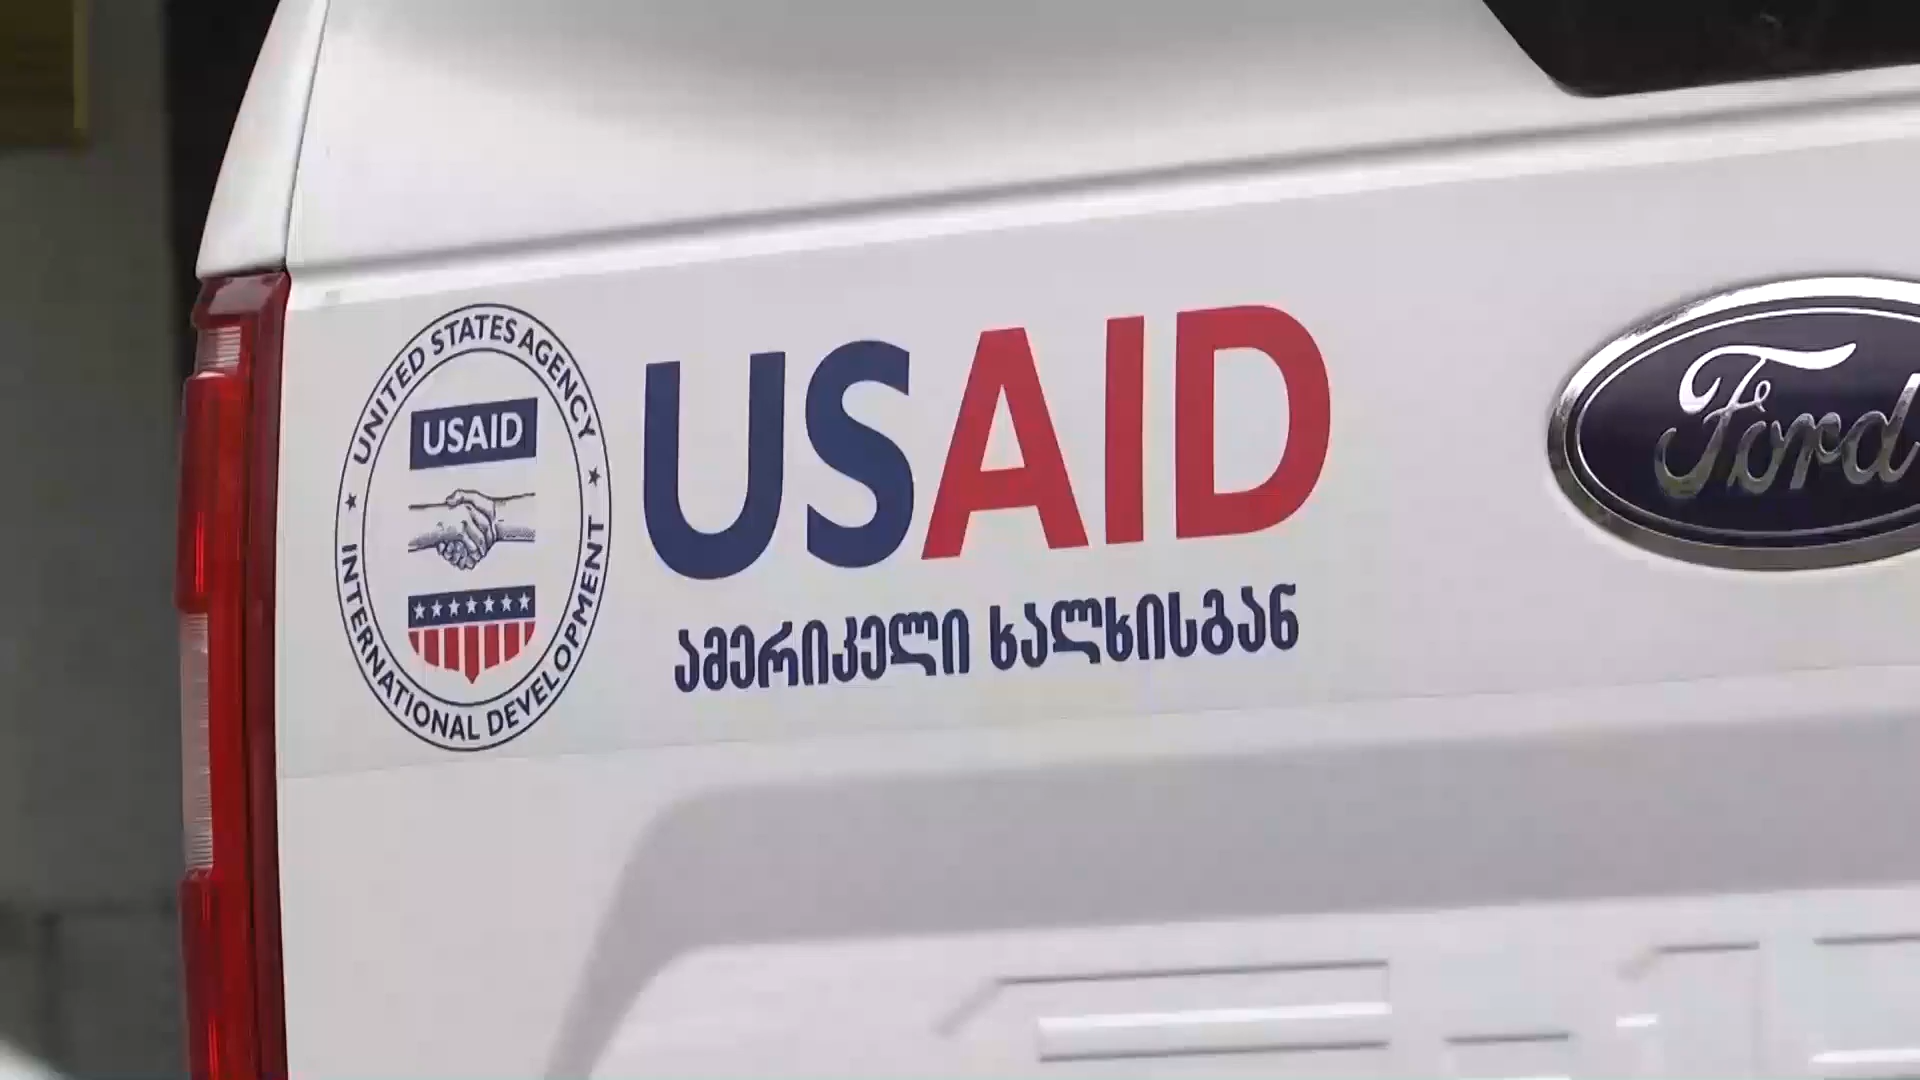 UNITED STATES AGENCY
USAID
INTERNATIONAL DEVELOPMENT
USAID
ამერიკელი ხალხისგან
Ford